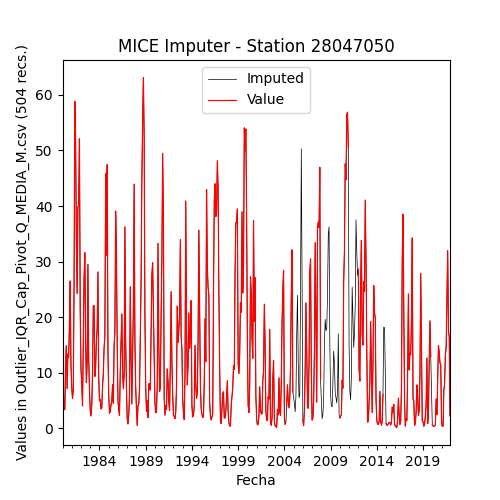 MICE Imputer - Station 28047050
Imputed
Value
Values in Outlier_IQR_Cap_Pivot_Q_MEDIA_M.csv (504 recs.)
60
50
40
30
20
10
0
1984 1989 1994 1999 2004 2009 2014 2019
Fecha